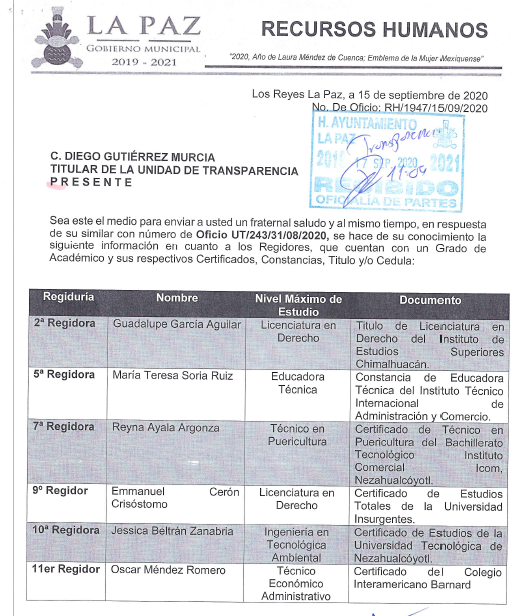 LA PAZ
GOBIERNO MUNICIPAL
2019 - 2021
RECURSOS HUMANOS
"2020, Año de Laura Méndez de Cuenca; Emblema de la Mujer Mexiquense"
Los Reyes La Paz, a 15 de septiembre de 2020
No. De Oficio: RH/1947/15/09/2020
H. AYUNTAMIENTO
LA PAZ
Transparencia
17 SEP. 2020 2021
11:04
RECIBIDO
OFICIALIA DE PARTES
C. DIEGO GUTIÉRREZ MURCIA
TITULAR DE LA UNIDAD DE TRANSPARENCIA
P R E S E N T E
Sea este el medio para enviar a usted un fraternal saludo y al mismo tiempo, en respuesta
de su similar con número de Oficio UT/243/31/08/2020, se hace de su conocimiento la
siguiente información en cuanto a los Regidores, que cuentan con un Grado de
Académico y sus respectivos Certificados, Constancias, Titulo y/o Cedula:
Regiduría Nombre Nivel Máximo de Estudio Documento
2ª Regidora Guadalupe García Aguilar Licenciatura en Derecho Titulo de Licenciatura en
Derecho del Instituto de
Estudios Superiores
Chimalhuacán.
5ª Regidora María Teresa Soria Ruiz Educadora Técnica Constancia de Educadora
Técnica del Instituto Técnico
Internacional de
Administración y Comercio.
7ª Regidora Reyna Ayala Argonza Técnico en Puericultura Certificado de Técnico en
Puericultura del Bachillerato
Tecnológico Instituto
Comercial Icom,
Nezahualcóyotl.
9º Regidor Emmanuel Cerón Crisóstomo Licenciatura en Derecho Certificado de Estudios
Totales de la Universidad
Insurgentes.
10ª Regidora Jessica Beltrán Zanabria Ingeniería en Tecnológica Ambiental Certificado de Estudios de la
Universidad Tecnológica de
Nezahualcóyotl.
11er Regidor Oscar Méndez Romero Técnico Económico Administrativo Certificado del Colegio
Interamericano Barnard